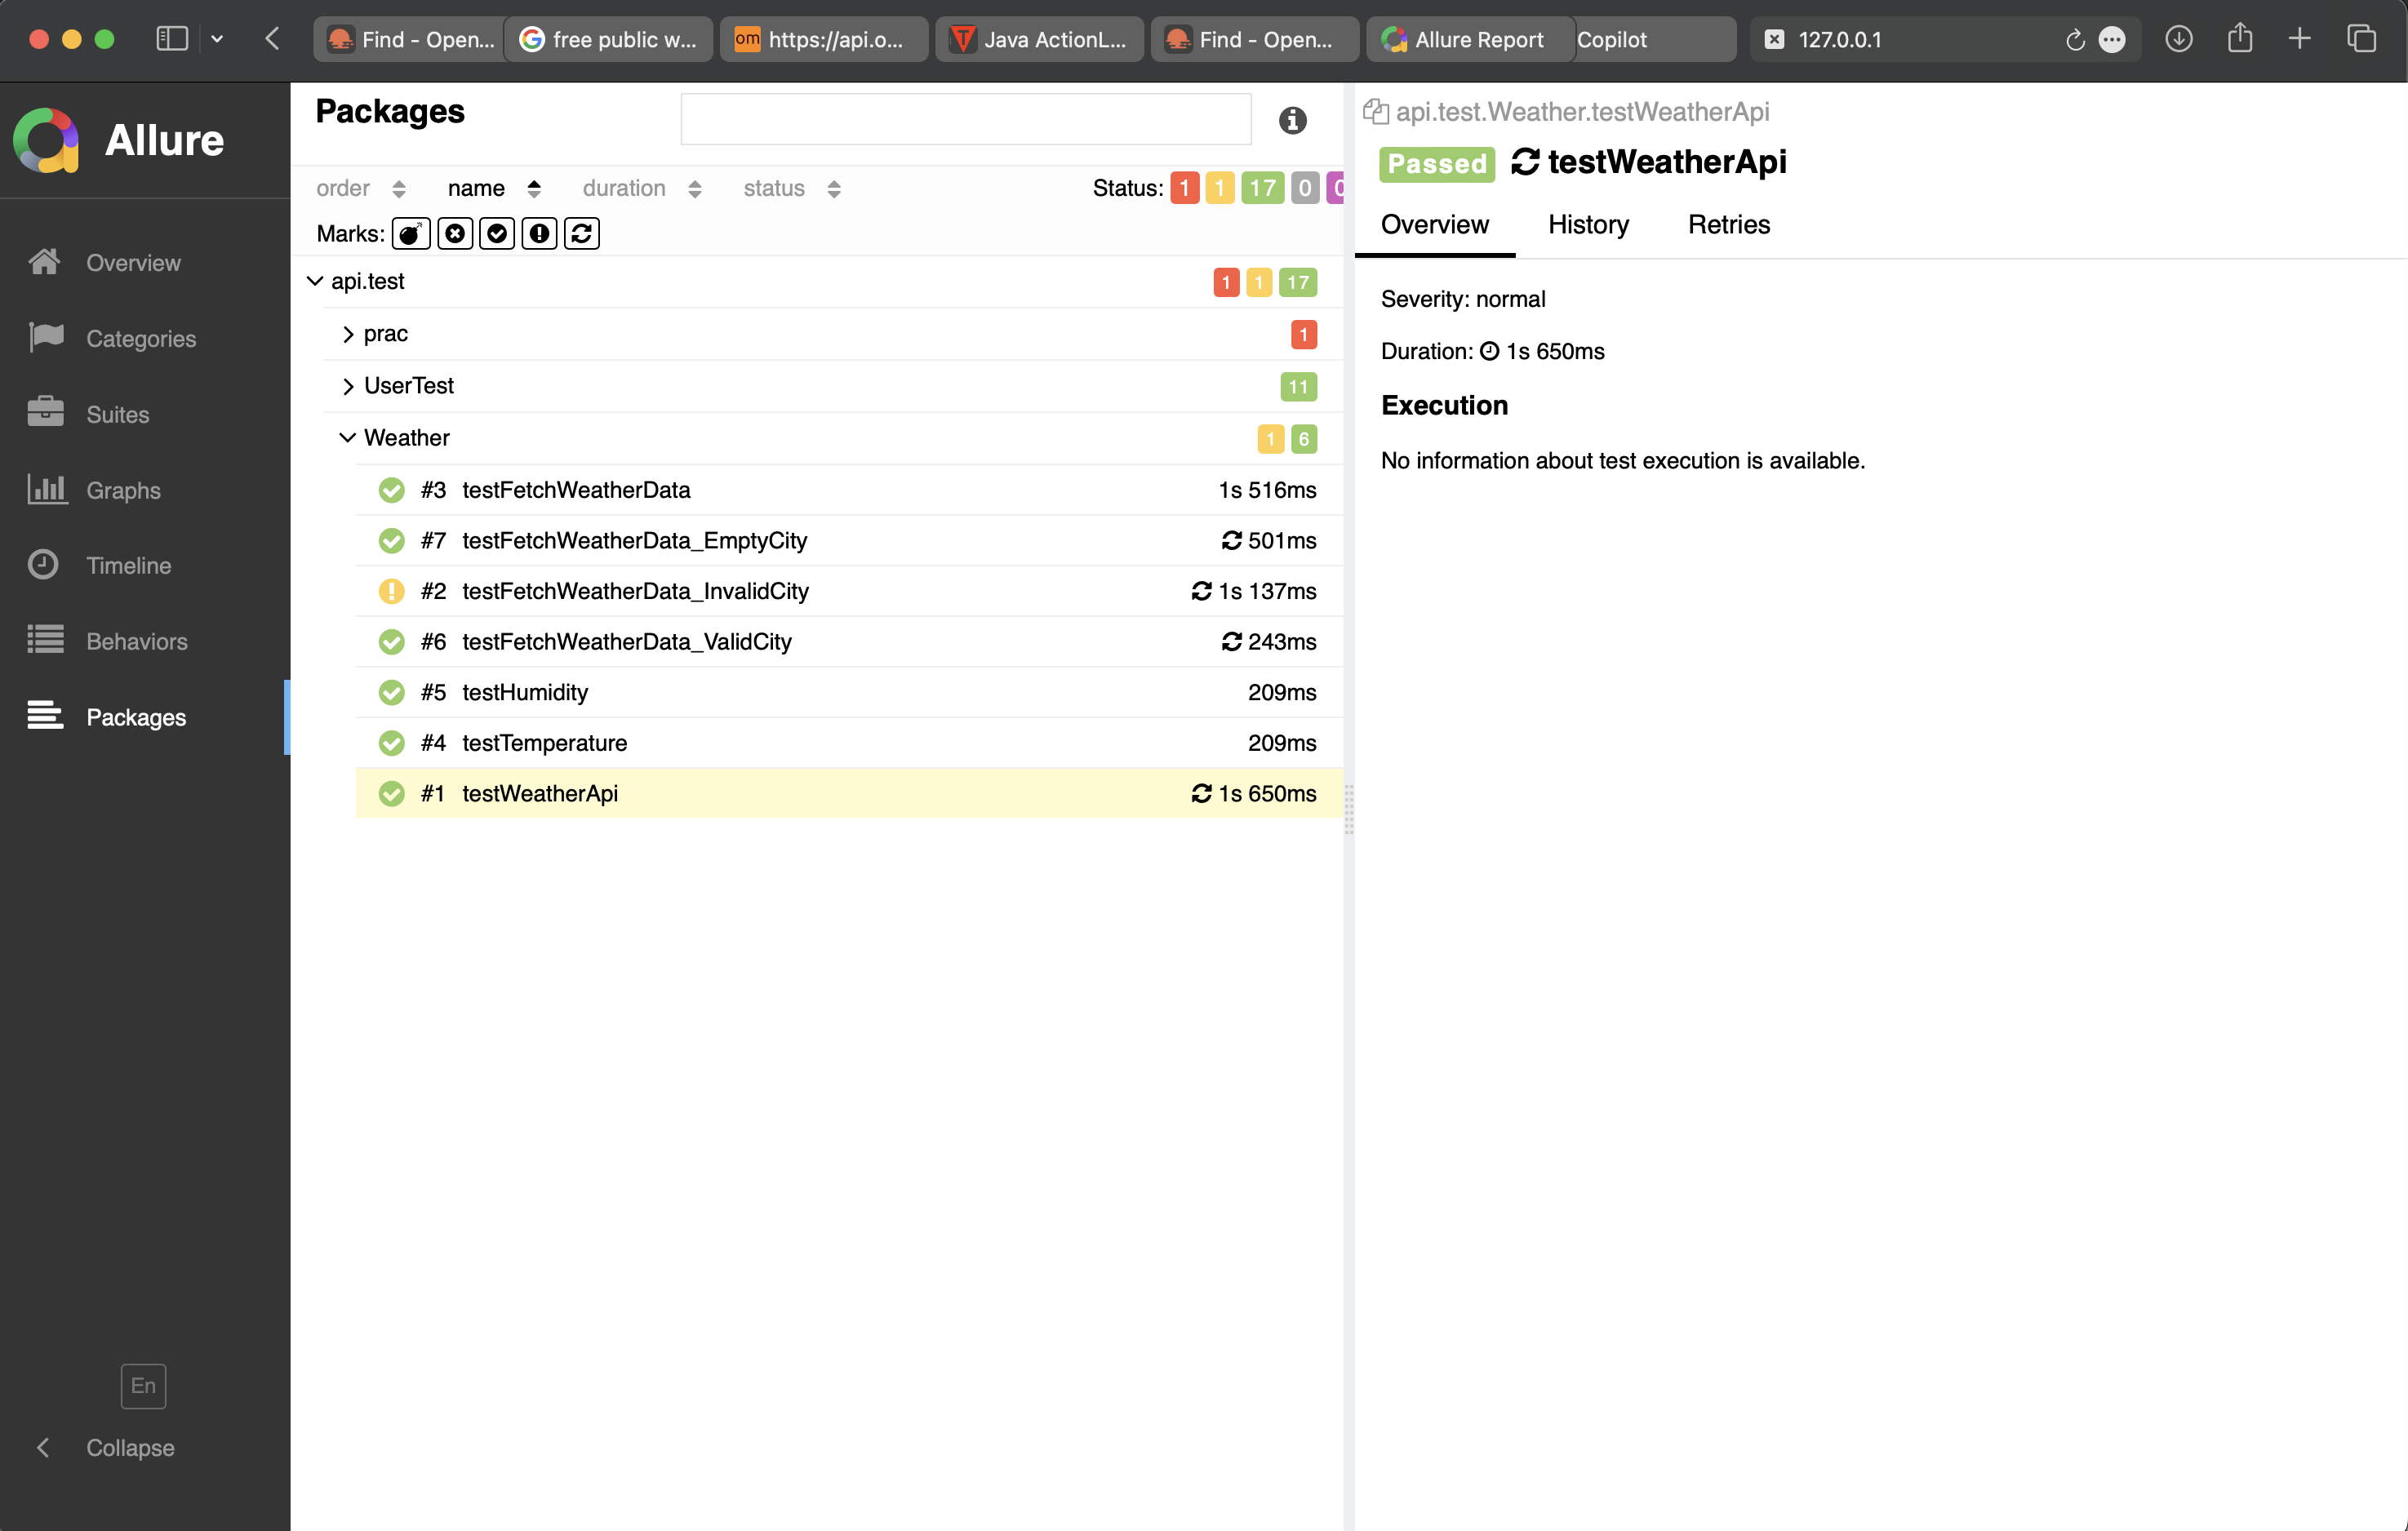 Find - Open...
free public w...
om https://api.o...
Java ActionL...
Find - Open...
Allure Report
Copilot
127.0.0.1
Allure
Overview
Categories
Suites
Graphs
Timeline
Behaviors
Packages
En
Collapse
Packages
order name duration status
Status: 1 1 17 0 0
Marks:
api.test 1 1 17
prac 1
UserTest 11
Weather 1 6
#3 testFetchWeatherData 1s 516ms
#7 testFetchWeatherData_EmptyCity 501ms
#2 testFetchWeatherData_InvalidCity 1s 137ms
#6 testFetchWeatherData_ValidCity 243ms
#5 testHumidity 209ms
#4 testTemperature 209ms
#1 testWeatherApi 1s 650ms
api.test.Weather.testWeatherApi
Passed testWeatherApi
Overview History Retries
Severity: normal
Duration: 1s 650ms
Execution
No information about test execution is available.